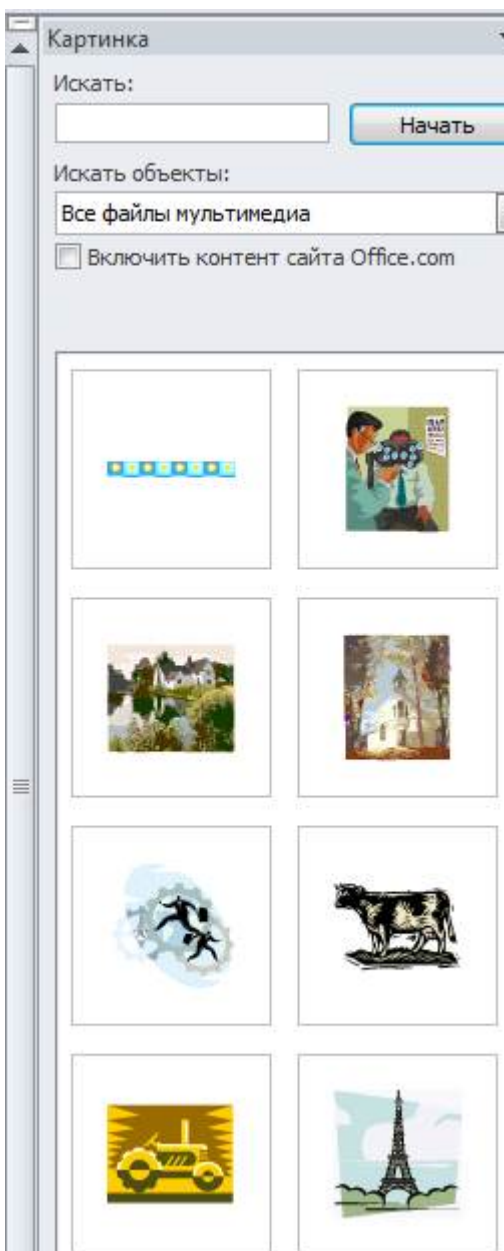 Картинка
Искать:
Начать
Искать объекты:
Все файлы мультимедиа
Включить контент сайта Office.com